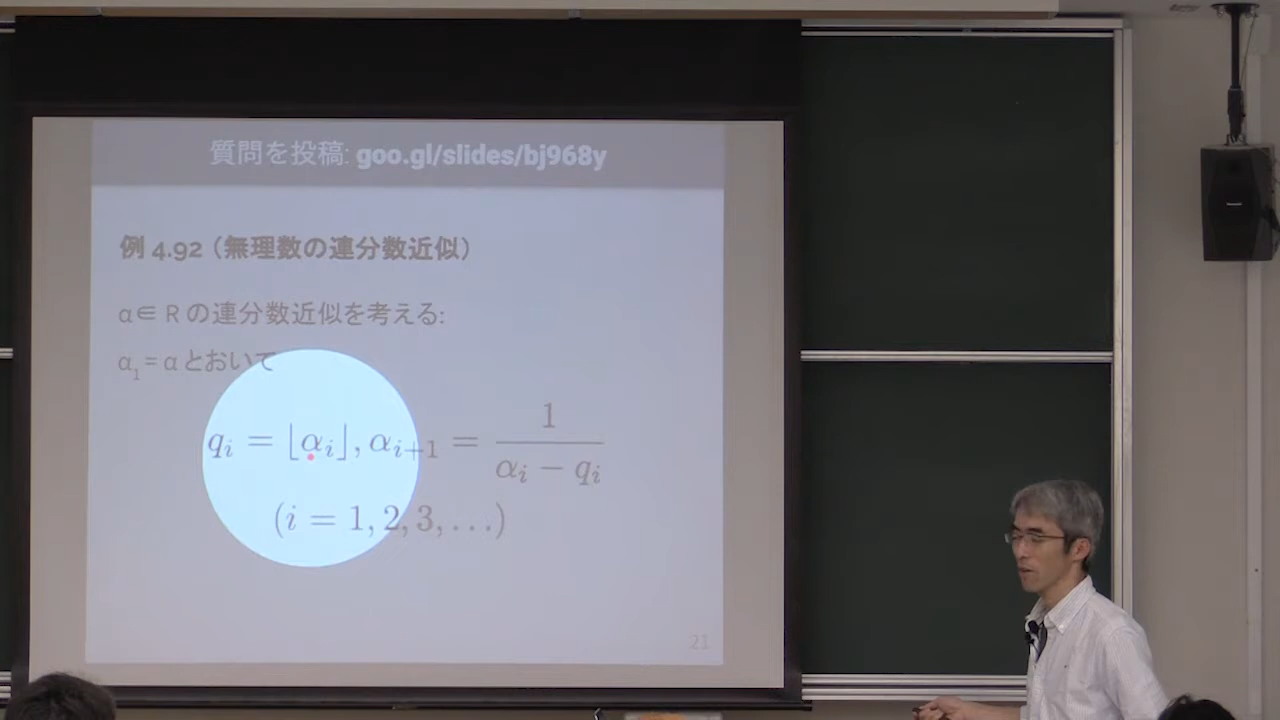 質問を投稿: goo.gl/slides/bj968y
例 4.92（無理数の連分数近似）
α∈ R の連分数近似を考える:
α₁ = α とおいて
qᵢ = ⌊αᵢ⌋, αᵢ₊₁ = 1 / (αᵢ − qᵢ)
(i = 1, 2, 3, . . .)
21